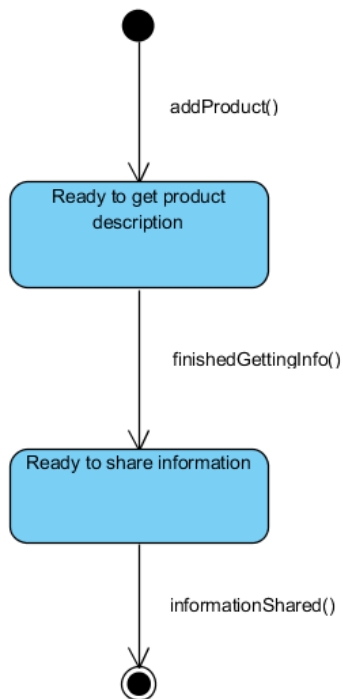 addProduct()
Ready to get product
description
finishedGettingInfo()
Ready to share information
informationShared()